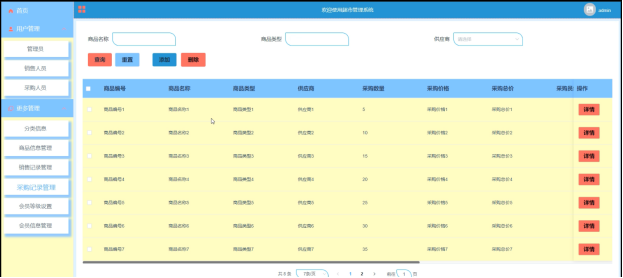 首页
欢迎使用超市管理系统
admin
用户管理
管理员
销售人员
采购人员
更多管理
分类信息
商品信息管理
销售记录管理
采购记录管理
会员等级设置
会员信息管理
商品名称
商品类型
供应商
查询
重置
添加
删除
商品编号 商品名称 商品类型 供应商 采购数量 采购价格 采购总价 操作
商品编号1 商品名称1 商品类型1 供应商1 5 采购价格1 采购总价1 详情
商品编号2 商品名称2 商品类型2 供应商2 10 采购价格2 采购总价2 详情
商品编号3 商品名称3 商品类型3 供应商3 15 采购价格3 采购总价3 详情
商品编号4 商品名称4 商品类型4 供应商4 20 采购价格4 采购总价4 详情
商品编号5 商品名称5 商品类型5 供应商5 25 采购价格5 采购总价5 详情
商品编号6 商品名称6 商品类型6 供应商6 30 采购价格6 采购总价6 详情
商品编号7 商品名称7 商品类型7 供应商7 35 采购价格7 采购总价7 详情
共 8 条 7条/页 1 2 前往 1 页